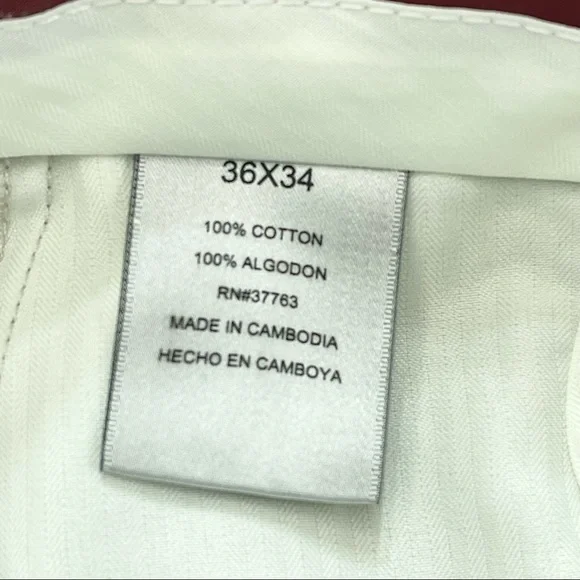 36X34
100% COTTON
100% ALGODON
RN#37763
MADE IN CAMBODIA
HECHO EN CAMBOYA